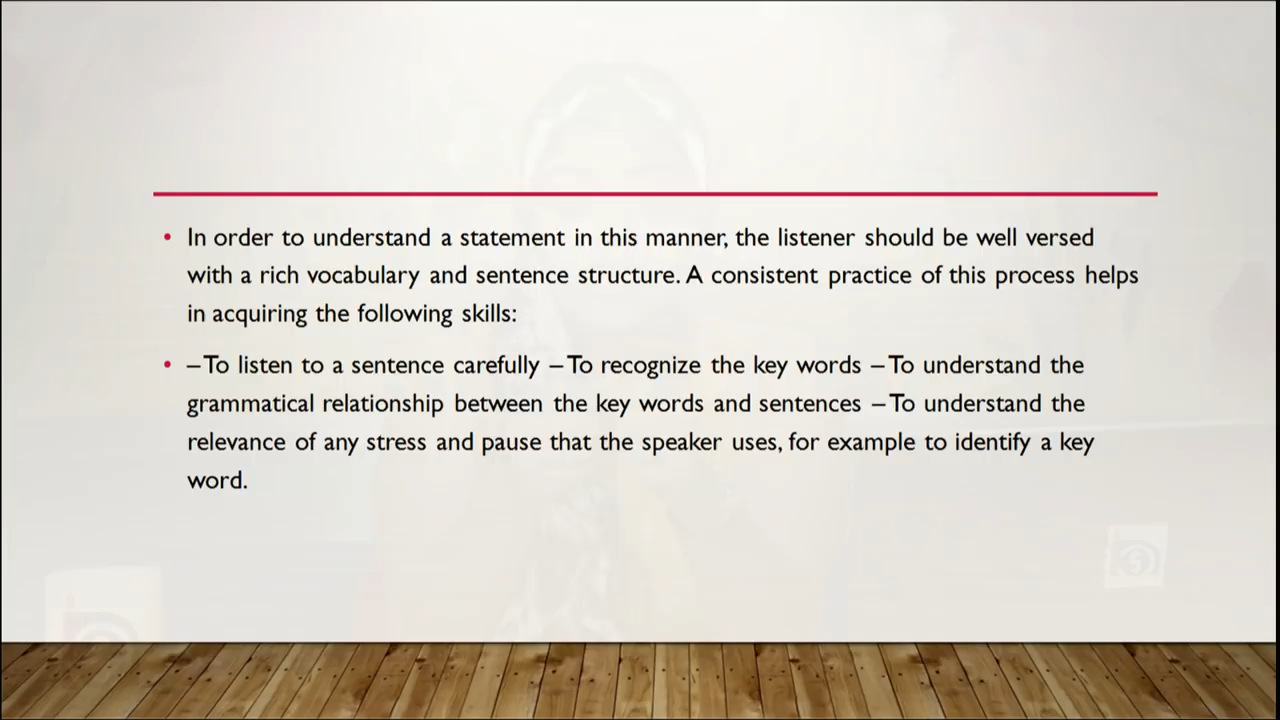 • In order to understand a statement in this manner, the listener should be well versed
with a rich vocabulary and sentence structure. A consistent practice of this process helps
in acquiring the following skills:
• –To listen to a sentence carefully –To recognize the key words –To understand the
grammatical relationship between the key words and sentences –To understand the
relevance of any stress and pause that the speaker uses, for example to identify a key
word.